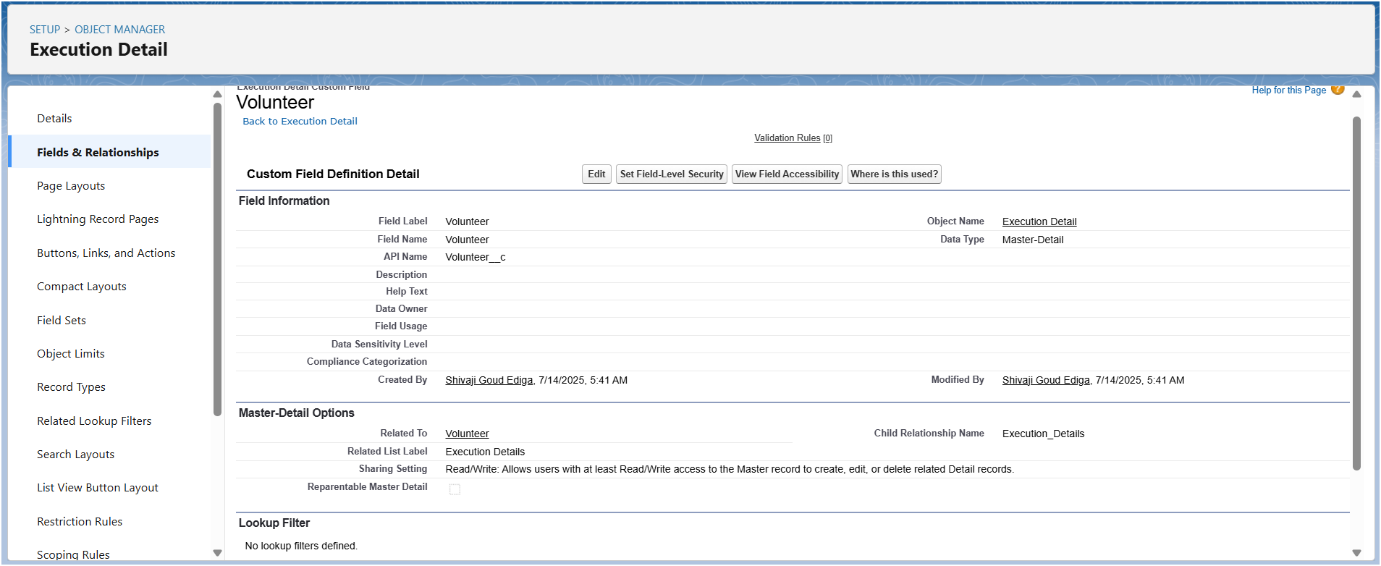 SETUP > OBJECT MANAGER
Execution Detail
Details
Fields & Relationships
Page Layouts
Lightning Record Pages
Buttons, Links, and Actions
Compact Layouts
Field Sets
Object Limits
Record Types
Related Lookup Filters
Search Layouts
List View Button Layout
Restriction Rules
Scoping Rules
Execution Detail Custom Field
Volunteer
Help for this Page ?
Back to Execution Detail
Validation Rules [0]
Custom Field Definition Detail Edit Set Field-Level Security View Field Accessibility Where is this used?
Field Information
Field Label Volunteer Object Name Execution Detail
Field Name Volunteer Data Type Master-Detail
API Name Volunteer__c
Description
Help Text
Data Owner
Field Usage
Data Sensitivity Level
Compliance Categorization
Created By Shivaji Goud Ediga, 7/14/2025, 5:41 AM Modified By Shivaji Goud Ediga, 7/14/2025, 5:41 AM
Master-Detail Options
Related To Volunteer Child Relationship Name Execution_Details
Related List Label Execution Details
Sharing Setting Read/Write: Allows users with at least Read/Write access to the Master record to create, edit, or delete related Detail records.
Reparentable Master Detail
Lookup Filter
No lookup filters defined.